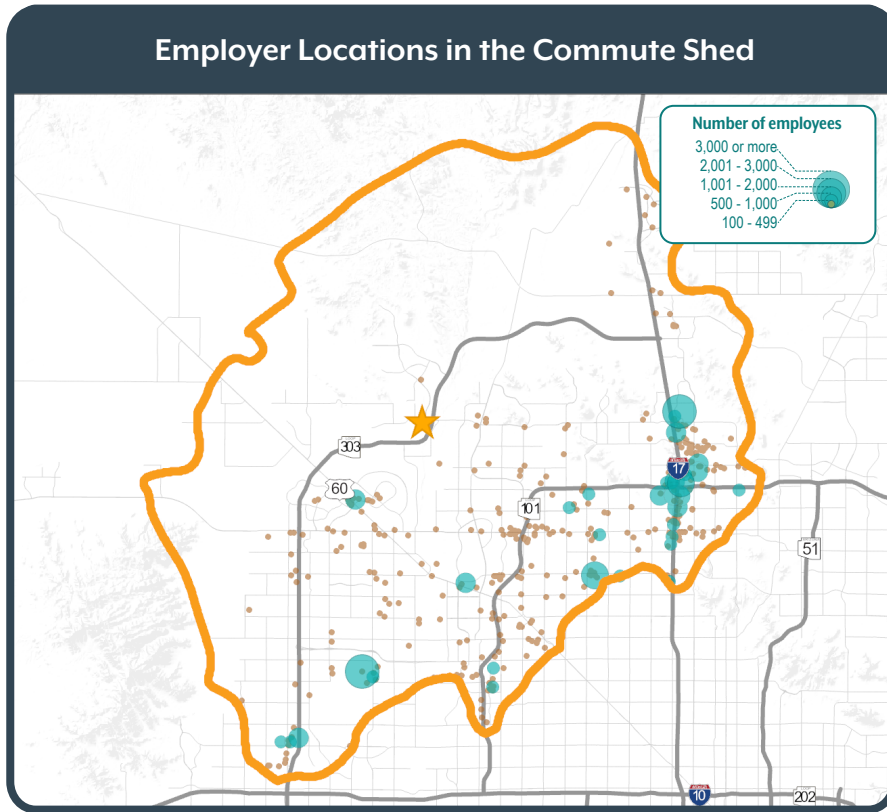 Employer Locations in the Commute Shed
Number of employees
3,000 or more
2,001 - 3,000
1,001 - 2,000
500 - 1,000
100 - 499
303
60
101
17
51
10
202